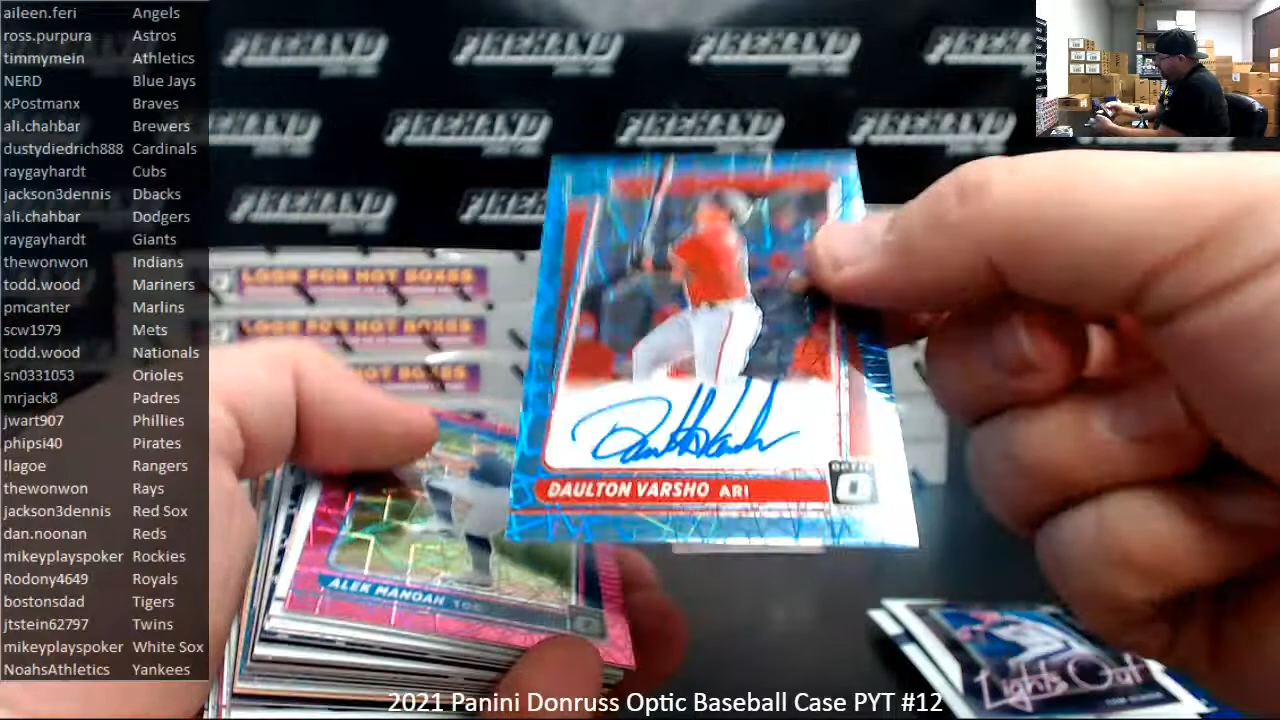 aileen.feri Angels
ross.purpura Astros
timmymein Athletics
NERD Blue Jays
xPostmanx Braves
ali.chahbar Brewers
dustydiedrich888 Cardinals
raygayhardt Cubs
jackson3dennis Dbacks
ali.chahbar Dodgers
raygayhardt Giants
thewonwon Indians
todd.wood Mariners
pmcanter Marlins
scw1979 Mets
todd.wood Nationals
sn0331053 Orioles
mrjack8 Padres
jwart907 Phillies
phipsi40 Pirates
llagoe Rangers
thewonwon Rays
jackson3dennis Red Sox
dan.noonan Reds
mikeyplayspoker Rockies
Rodony4649 Royals
bostonsdad Tigers
jtstein62797 Twins
mikeyplayspoker White Sox
NoahsAthletics Yankees
FIREHAND FIREHAND FIREHAND FIREHAND
FIREHAND FIREHAND FIREHAND FIREHAND
FIREHAND FIREH
LOOK FOR HOT BOXES
LOOK FOR HOT BOXES
DAULTON VARSHO ARI
OPTIC
ALEK MANOAH TOR
Lights Out
2021 Panini Donruss Optic Baseball Case PYT #12